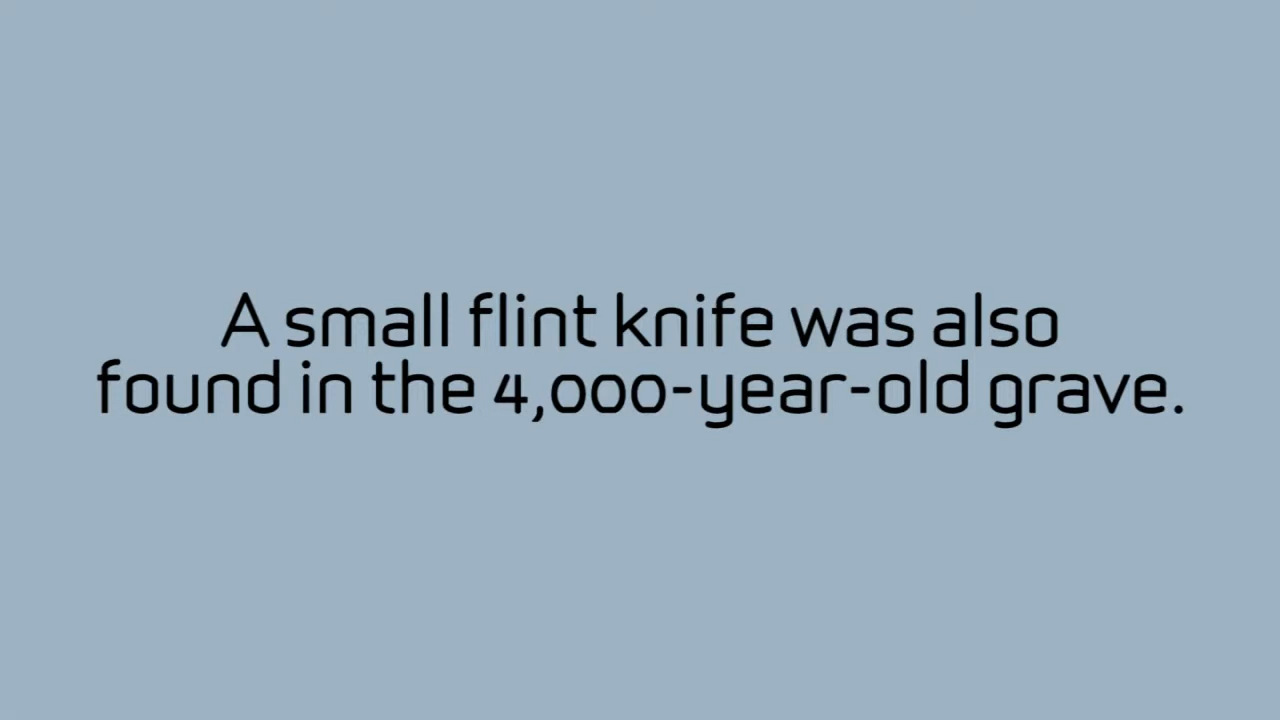 A small flint knife was also
found in the 4,000-year-old grave.